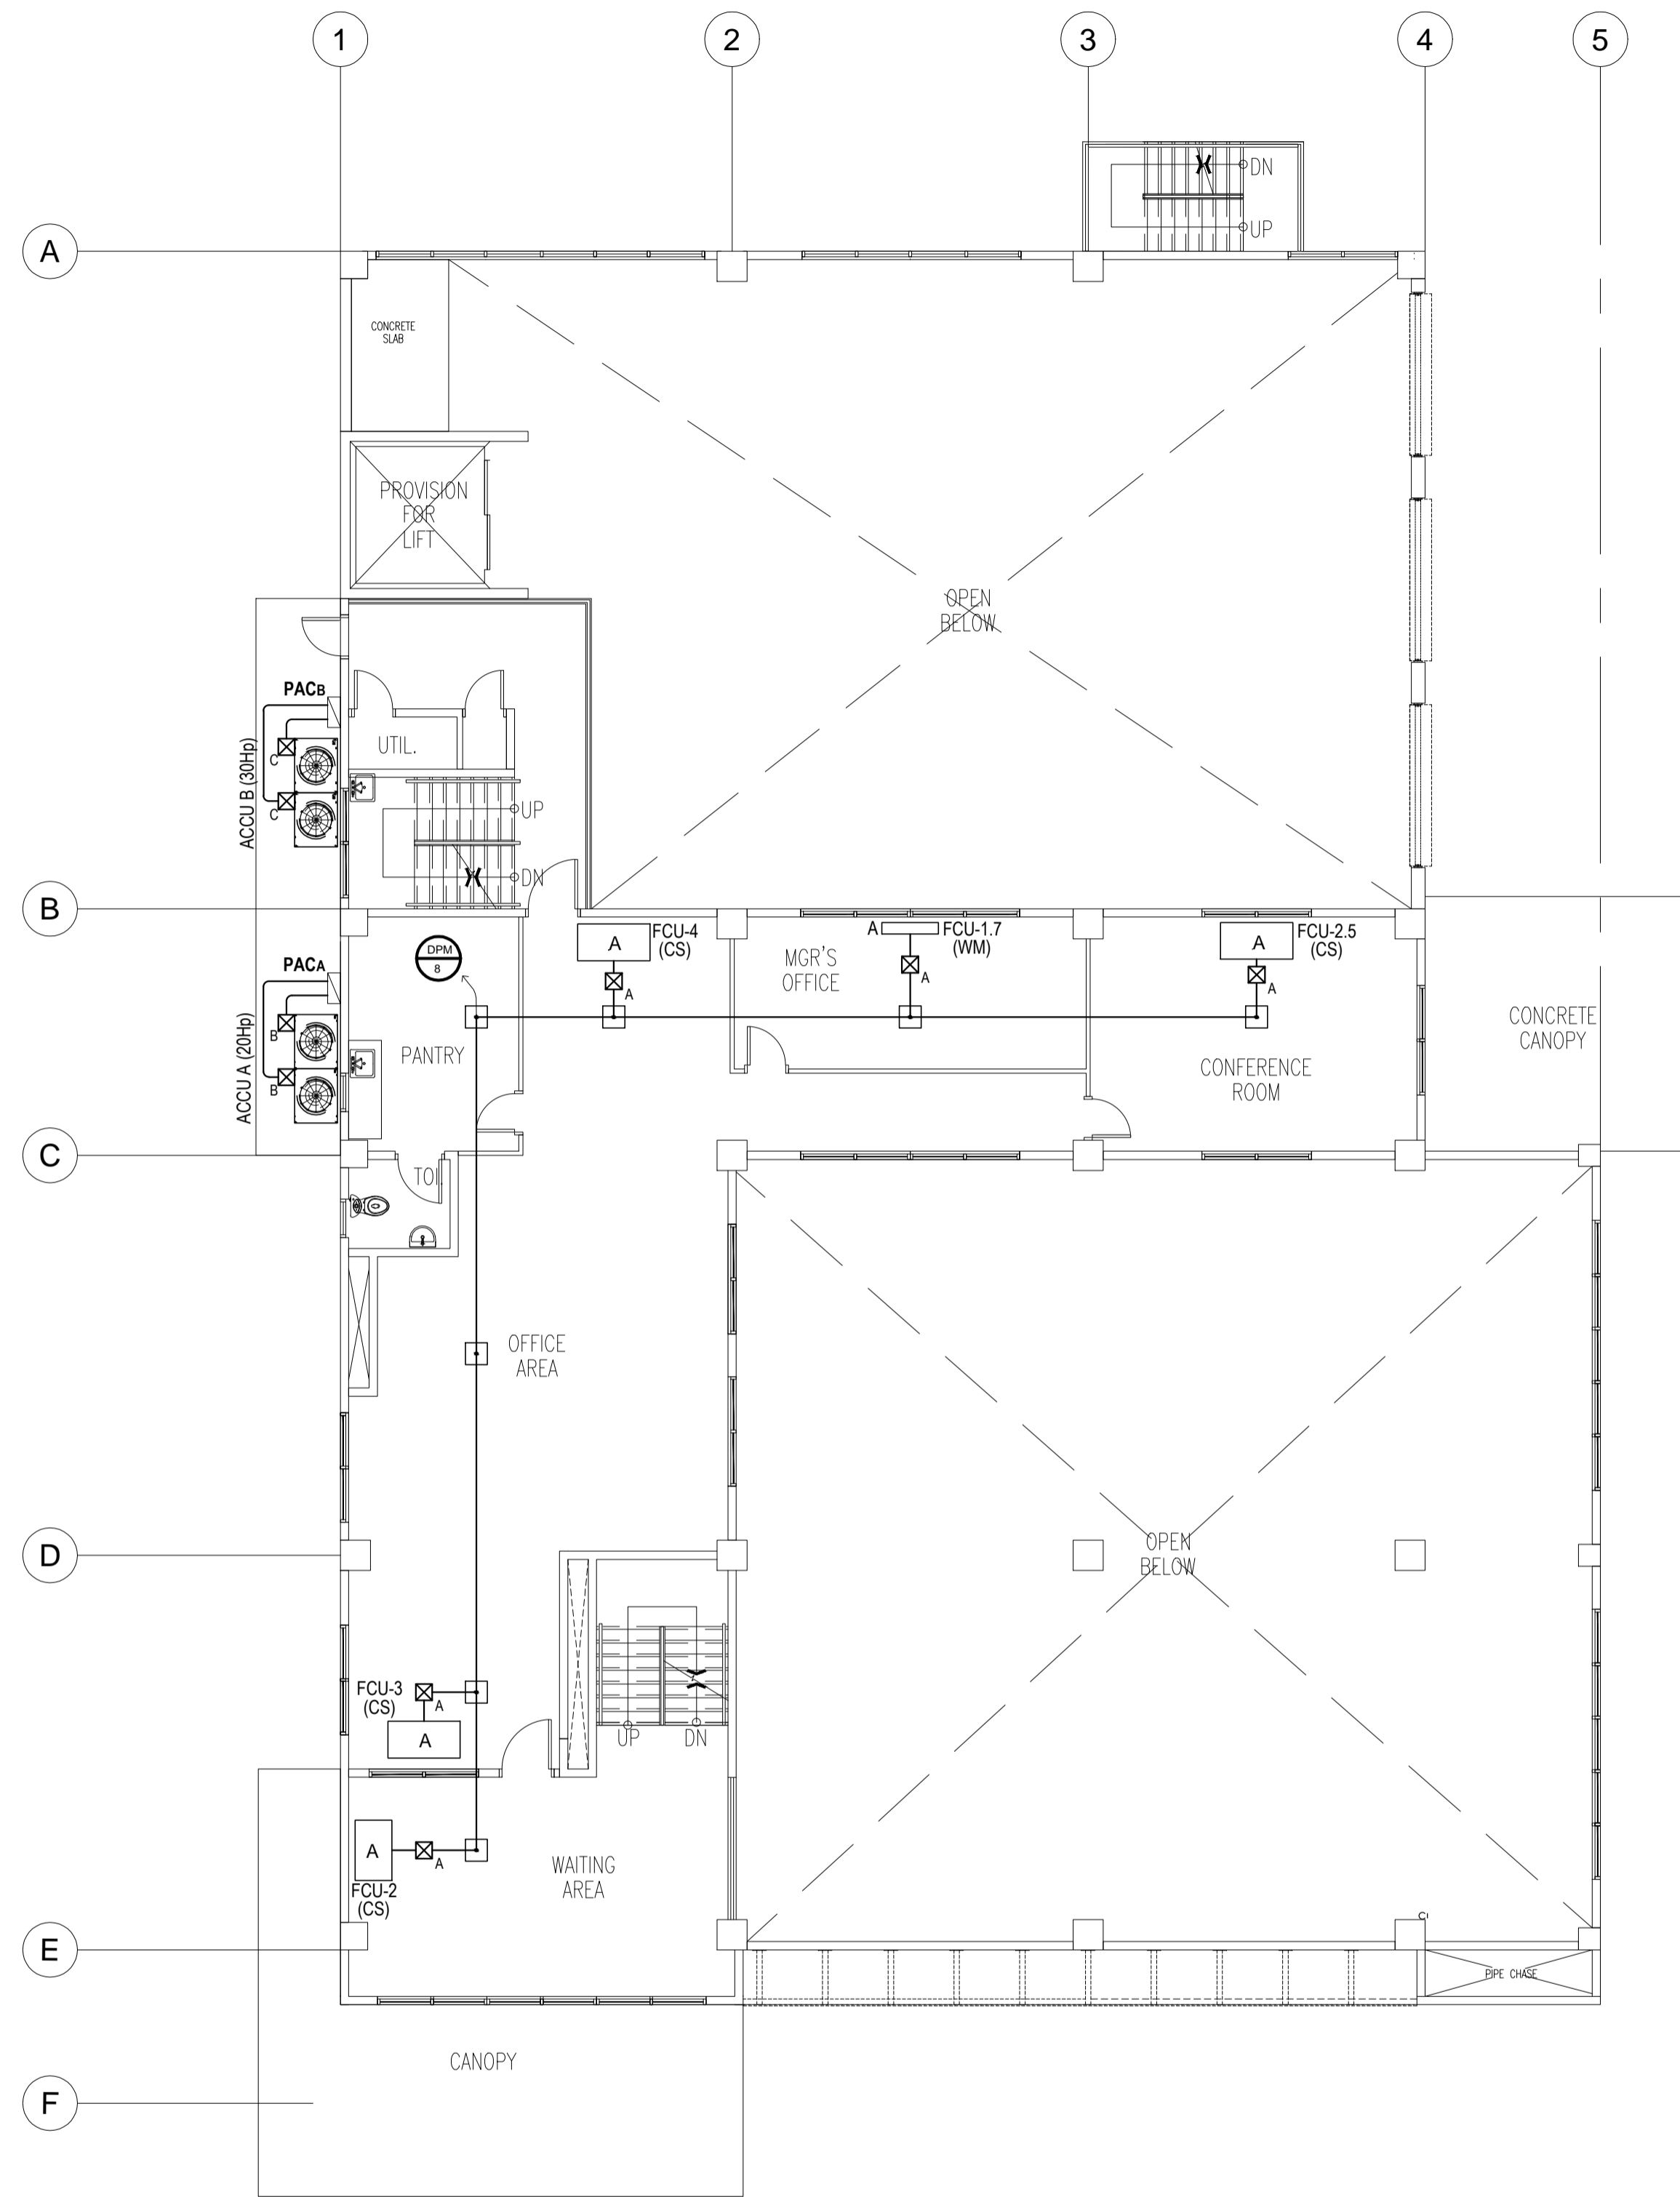 1
2
3
4
5
DN
UP
A
CONCRETE
SLAB
PROVISION
FOR
LIFT
OPEN
BELOW
PACB
UTIL.
C
C
ACCU B (30Hp)
UP
DN
B
DPM
8
A
FCU-4
(CS)
A
A
FCU-1.7
(WM)
A
MGR'S
OFFICE
A
FCU-2.5
(CS)
A
PACA
B
B
ACCU A (20Hp)
PANTRY
CONCRETE
CANOPY
CONFERENCE
ROOM
C
OFFICE
AREA
D
OPEN
BELOW
FCU-3
(CS)
A
A
UP
DN
A
A
FCU-2
(CS)
WAITING
AREA
E
PIPE CHASE
CANOPY
F